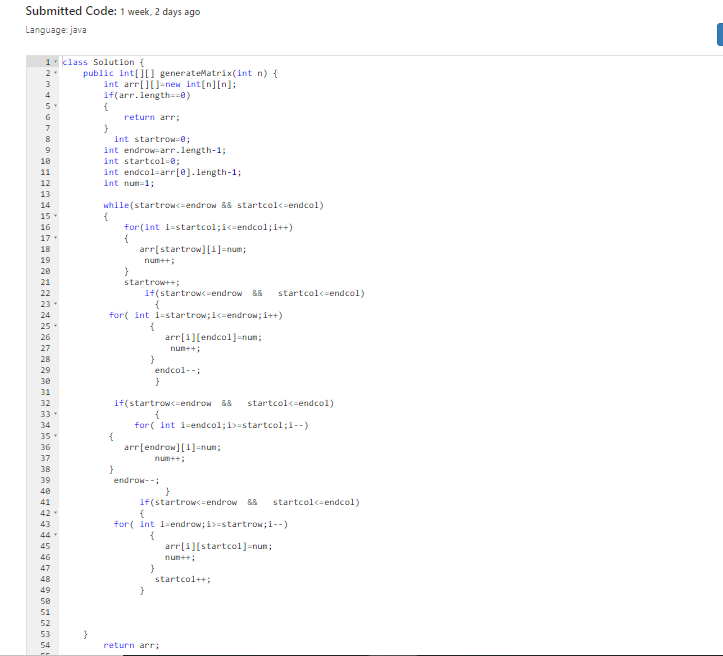 Submitted Code: 1 week, 2 days ago
Language: java
1 class Solution {
2 public int[][] generateMatrix(int n) {
3 int arr[][]=new int[n][n];
4 if(arr.length==0)
5 {
6 return arr;
7 }
8 int startrow=0;
9 int endrow=arr.length-1;
10 int startcol=0;
11 int endcol=arr[0].length-1;
12 int num=1;
13
14 while(startrow<=endrow && startcol<=endcol)
15 {
16 for(int i=startcol;i<=endcol;i++)
17 {
18 arr[startrow][i]=num;
19 num++;
20 }
21 startrow++;
22 if(startrow<=endrow && startcol<=endcol)
23 {
24 for( int i=startrow;i<=endrow;i++)
25 {
26 arr[i][endcol]=num;
27 num++;
28 }
29 endcol--;
30 }
31
32 if(startrow<=endrow && startcol<=endcol)
33 {
34 for( int i=endcol;i>=startcol;i--)
35 {
36 arr[endrow][i]=num;
37 num++;
38 }
39 endrow--;
40 }
41 if(startrow<=endrow && startcol<=endcol)
42 {
43 for( int i=endrow;i>=startrow;i--)
44 {
45 arr[i][startcol]=num;
46 num++;
47 }
48 startcol++;
49 }
50
51
52
53 }
54 return arr;